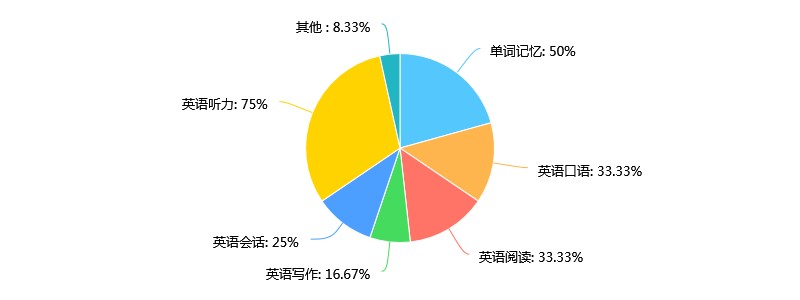 其他 : 8.33%
单词记忆: 50%
英语听力: 75%
英语口语: 33.33%
英语会话: 25%
英语阅读: 33.33%
英语写作: 16.67%